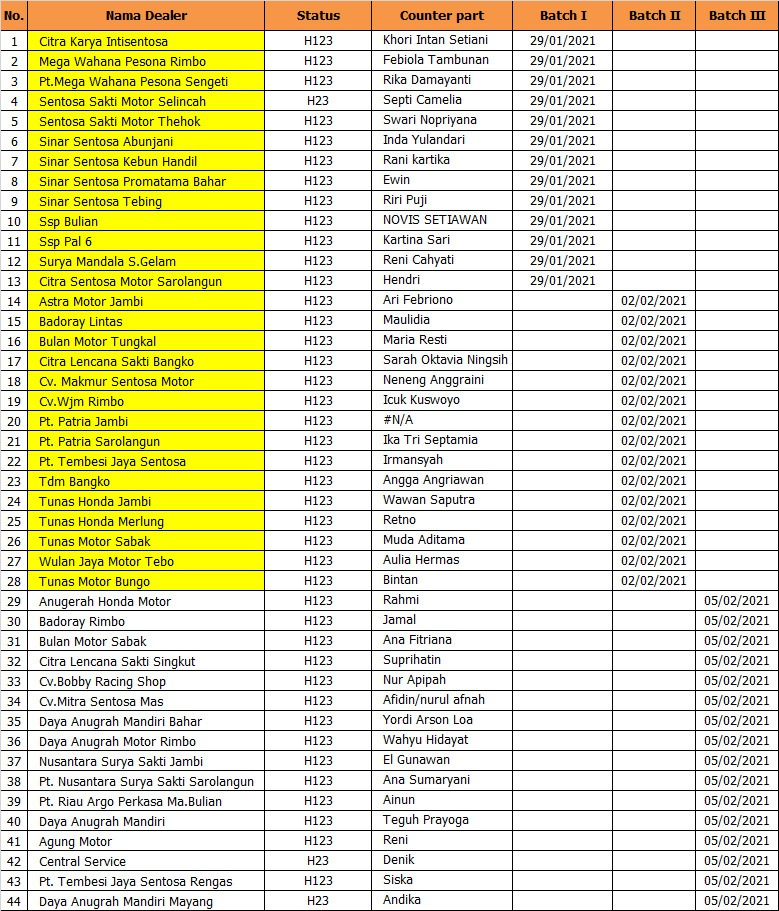 No. Nama Dealer Status Counter part Batch I Batch II Batch III
1 Citra Karya Intisentosa H123 Khori Intan Setiani 29/01/2021
2 Mega Wahana Pesona Rimbo H123 Febiola Tambunan 29/01/2021
3 Pt.Mega Wahana Pesona Sengeti H123 Rika Damayanti 29/01/2021
4 Sentosa Sakti Motor Selincah H23 Septi Camelia 29/01/2021
5 Sentosa Sakti Motor Thehok H123 Swari Nopriyana 29/01/2021
6 Sinar Sentosa Abunjani H123 Inda Yulandari 29/01/2021
7 Sinar Sentosa Kebun Handil H123 Rani kartika 29/01/2021
8 Sinar Sentosa Promatama Bahar H123 Ewin 29/01/2021
9 Sinar Sentosa Tebing H123 Riri Puji 29/01/2021
10 Ssp Bulian H123 NOVIS SETIAWAN 29/01/2021
11 Ssp Pal 6 H123 Kartina Sari 29/01/2021
12 Surya Mandala S.Gelam H123 Reni Cahyati 29/01/2021
13 Citra Sentosa Motor Sarolangun H123 Hendri 29/01/2021
14 Astra Motor Jambi H123 Ari Febriono 02/02/2021
15 Badoray Lintas H123 Maulidia 02/02/2021
16 Bulan Motor Tungkal H123 Maria Resti 02/02/2021
17 Citra Lencana Sakti Bangko H123 Sarah Oktavia Ningsih 02/02/2021
18 Cv. Makmur Sentosa Motor H123 Neneng Anggraini 02/02/2021
19 Cv.Wjm Rimbo H123 Icuk Kuswoyo 02/02/2021
20 Pt. Patria Jambi H123 #N/A 02/02/2021
21 Pt. Patria Sarolangun H123 Ika Tri Septamia 02/02/2021
22 Pt. Tembesi Jaya Sentosa H123 Irmansyah 02/02/2021
23 Tdm Bangko H123 Angga Angriawan 02/02/2021
24 Tunas Honda Jambi H123 Wawan Saputra 02/02/2021
25 Tunas Honda Merlung H123 Retno 02/02/2021
26 Tunas Motor Sabak H123 Muda Aditama 02/02/2021
27 Wulan Jaya Motor Tebo H123 Aulia Hermas 02/02/2021
28 Tunas Motor Bungo H123 Bintan 02/02/2021
29 Anugerah Honda Motor H123 Rahmi 05/02/2021
30 Badoray Rimbo H123 Jamal 05/02/2021
31 Bulan Motor Sabak H123 Ana Fitriana 05/02/2021
32 Citra Lencana Sakti Singkut H123 Suprihatin 05/02/2021
33 Cv.Bobby Racing Shop H123 Nur Apipah 05/02/2021
34 Cv.Mitra Sentosa Mas H123 Afidin/nurul afnah 05/02/2021
35 Daya Anugrah Mandiri Bahar H123 Yordi Arson Loa 05/02/2021
36 Daya Anugrah Motor Rimbo H123 Wahyu Hidayat 05/02/2021
37 Nusantara Surya Sakti Jambi H123 El Gunawan 05/02/2021
38 Pt. Nusantara Surya Sakti Sarolangun H123 Ana Sumaryani 05/02/2021
39 Pt. Riau Argo Perkasa Ma.Bulian H123 Ainun 05/02/2021
40 Daya Anugrah Mandiri H123 Teguh Prayoga 05/02/2021
41 Agung Motor H123 Reni 05/02/2021
42 Central Service H23 Denik 05/02/2021
43 Pt. Tembesi Jaya Sentosa Rengas H123 Siska 05/02/2021
44 Daya Anugrah Mandiri Mayang H23 Andika 05/02/2021